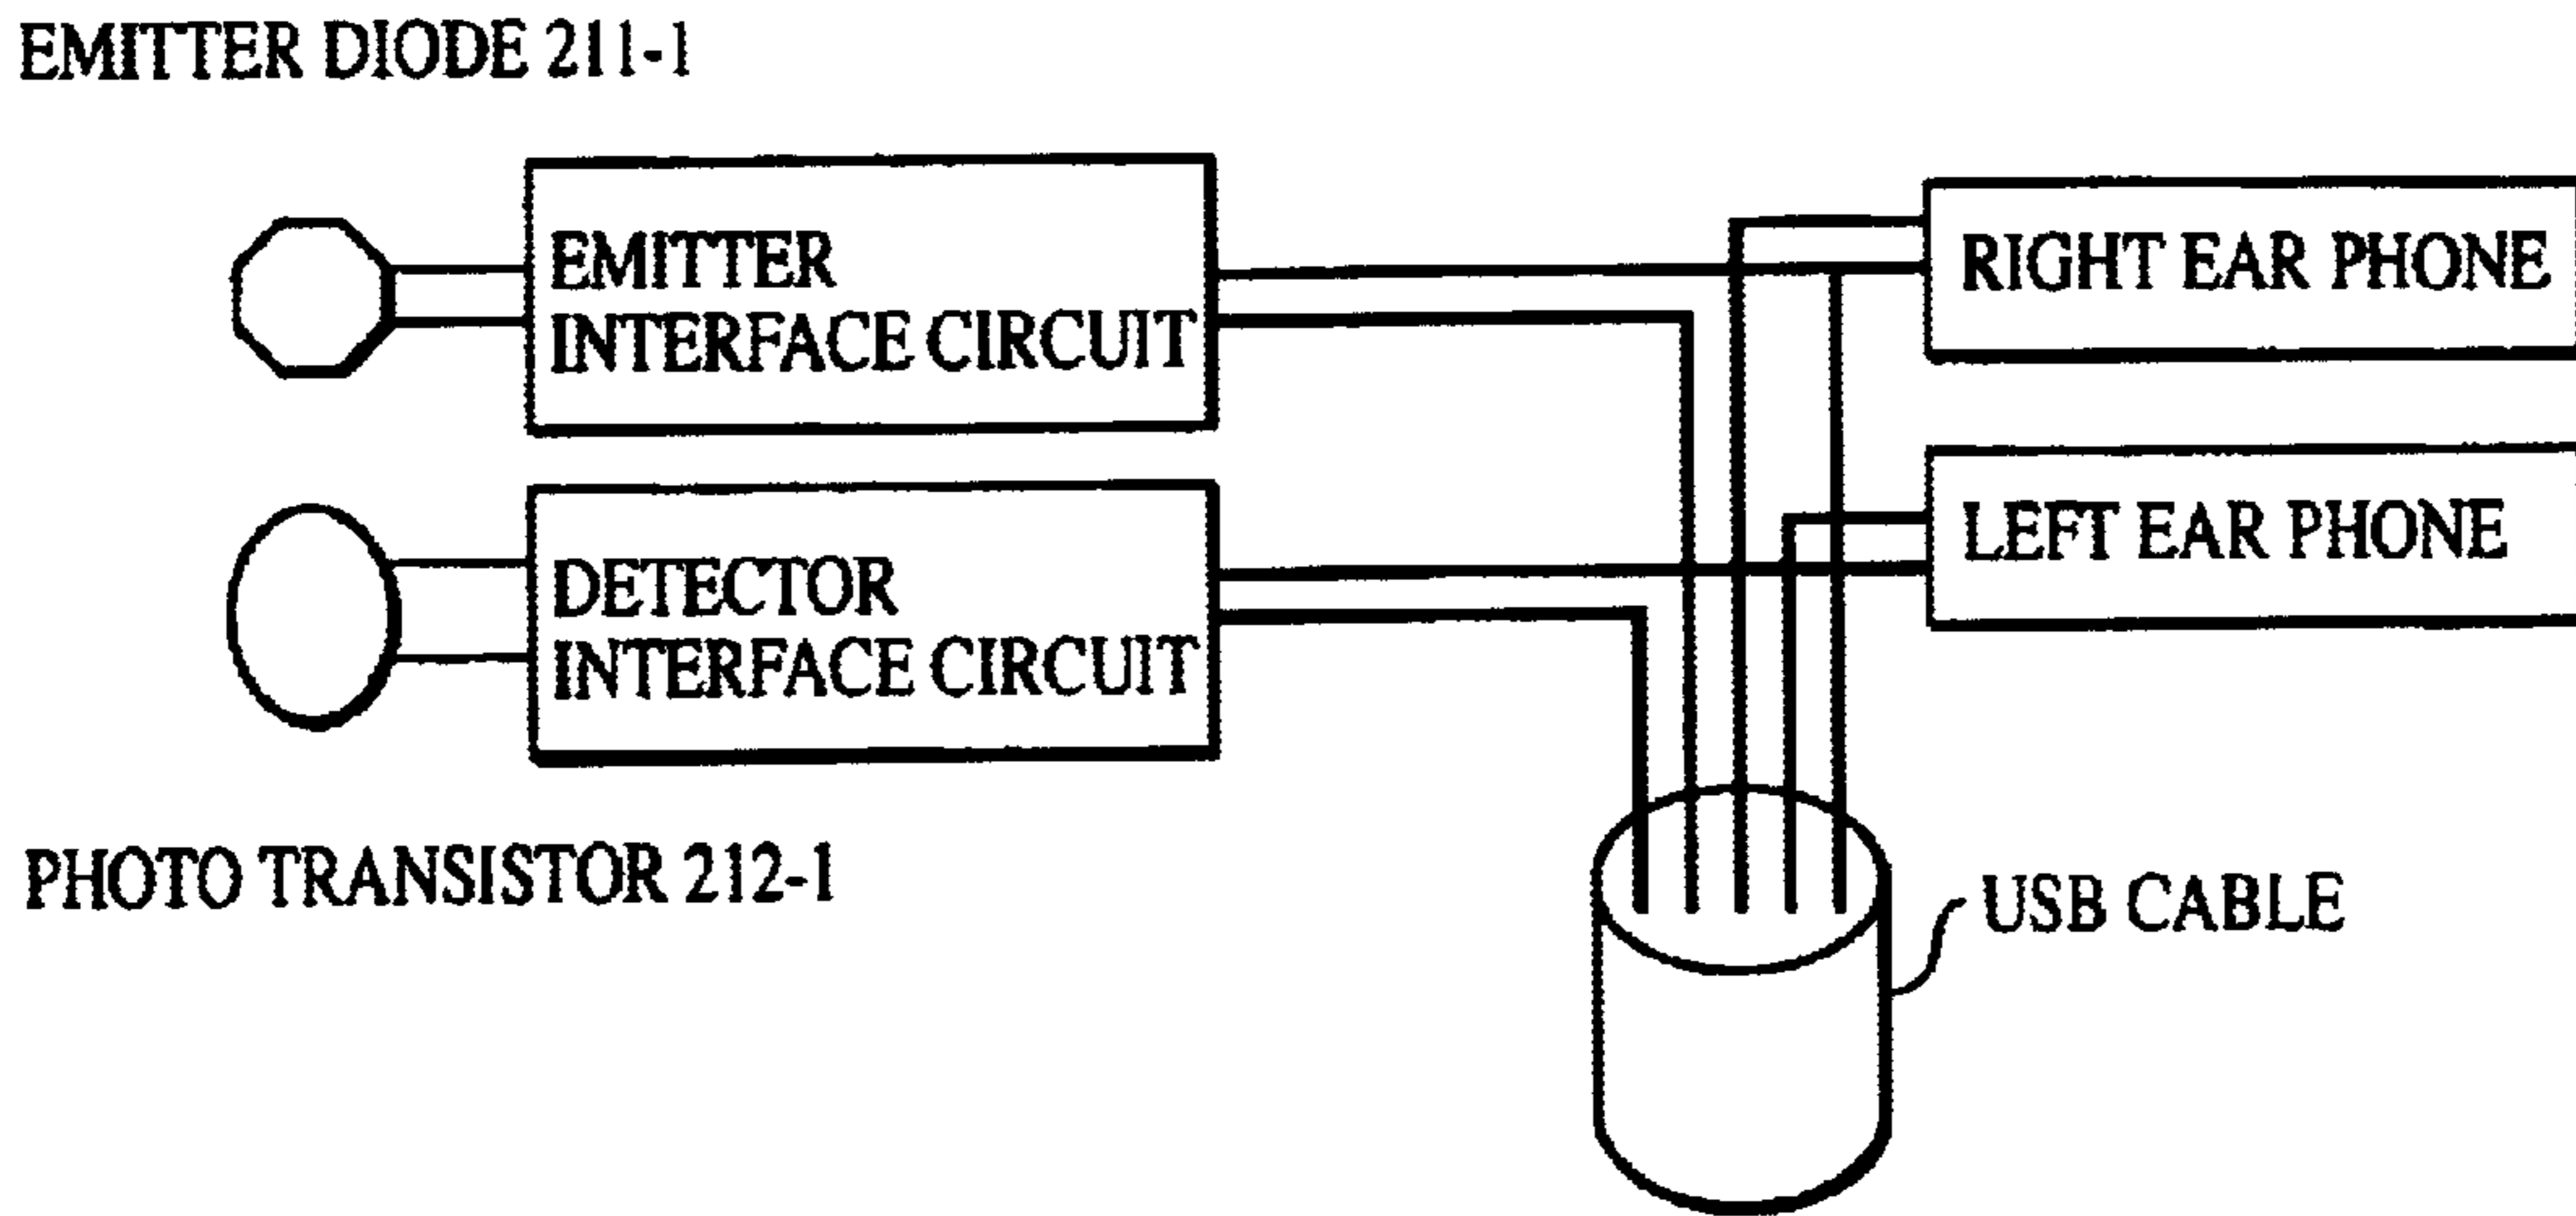 EMITTER DIODE 211-1
EMITTER
INTERFACE CIRCUIT
RIGHT EAR PHONE
DETECTOR
INTERFACE CIRCUIT
LEFT EAR PHONE
PHOTO TRANSISTOR 212-1
USB CABLE